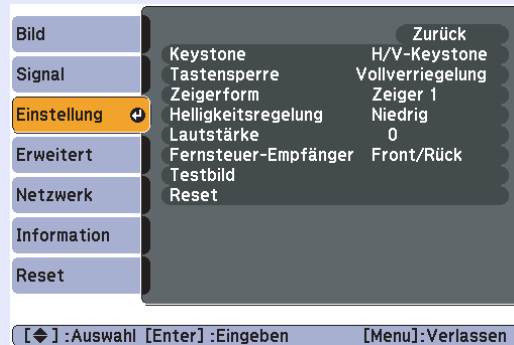 Bild
Signal
Einstellung
Erweitert
Netzwerk
Information
Reset
Zurück
Keystone H/V-Keystone
Tastensperre Vollverriegelung
Zeigerform Zeiger 1
Helligkeitsregelung Niedrig
Lautstärke 0
Fernsteuer-Empfänger Front/Rück
Testbild
Reset
[◆] :Auswahl [Enter] :Eingeben [Menu]:Verlassen